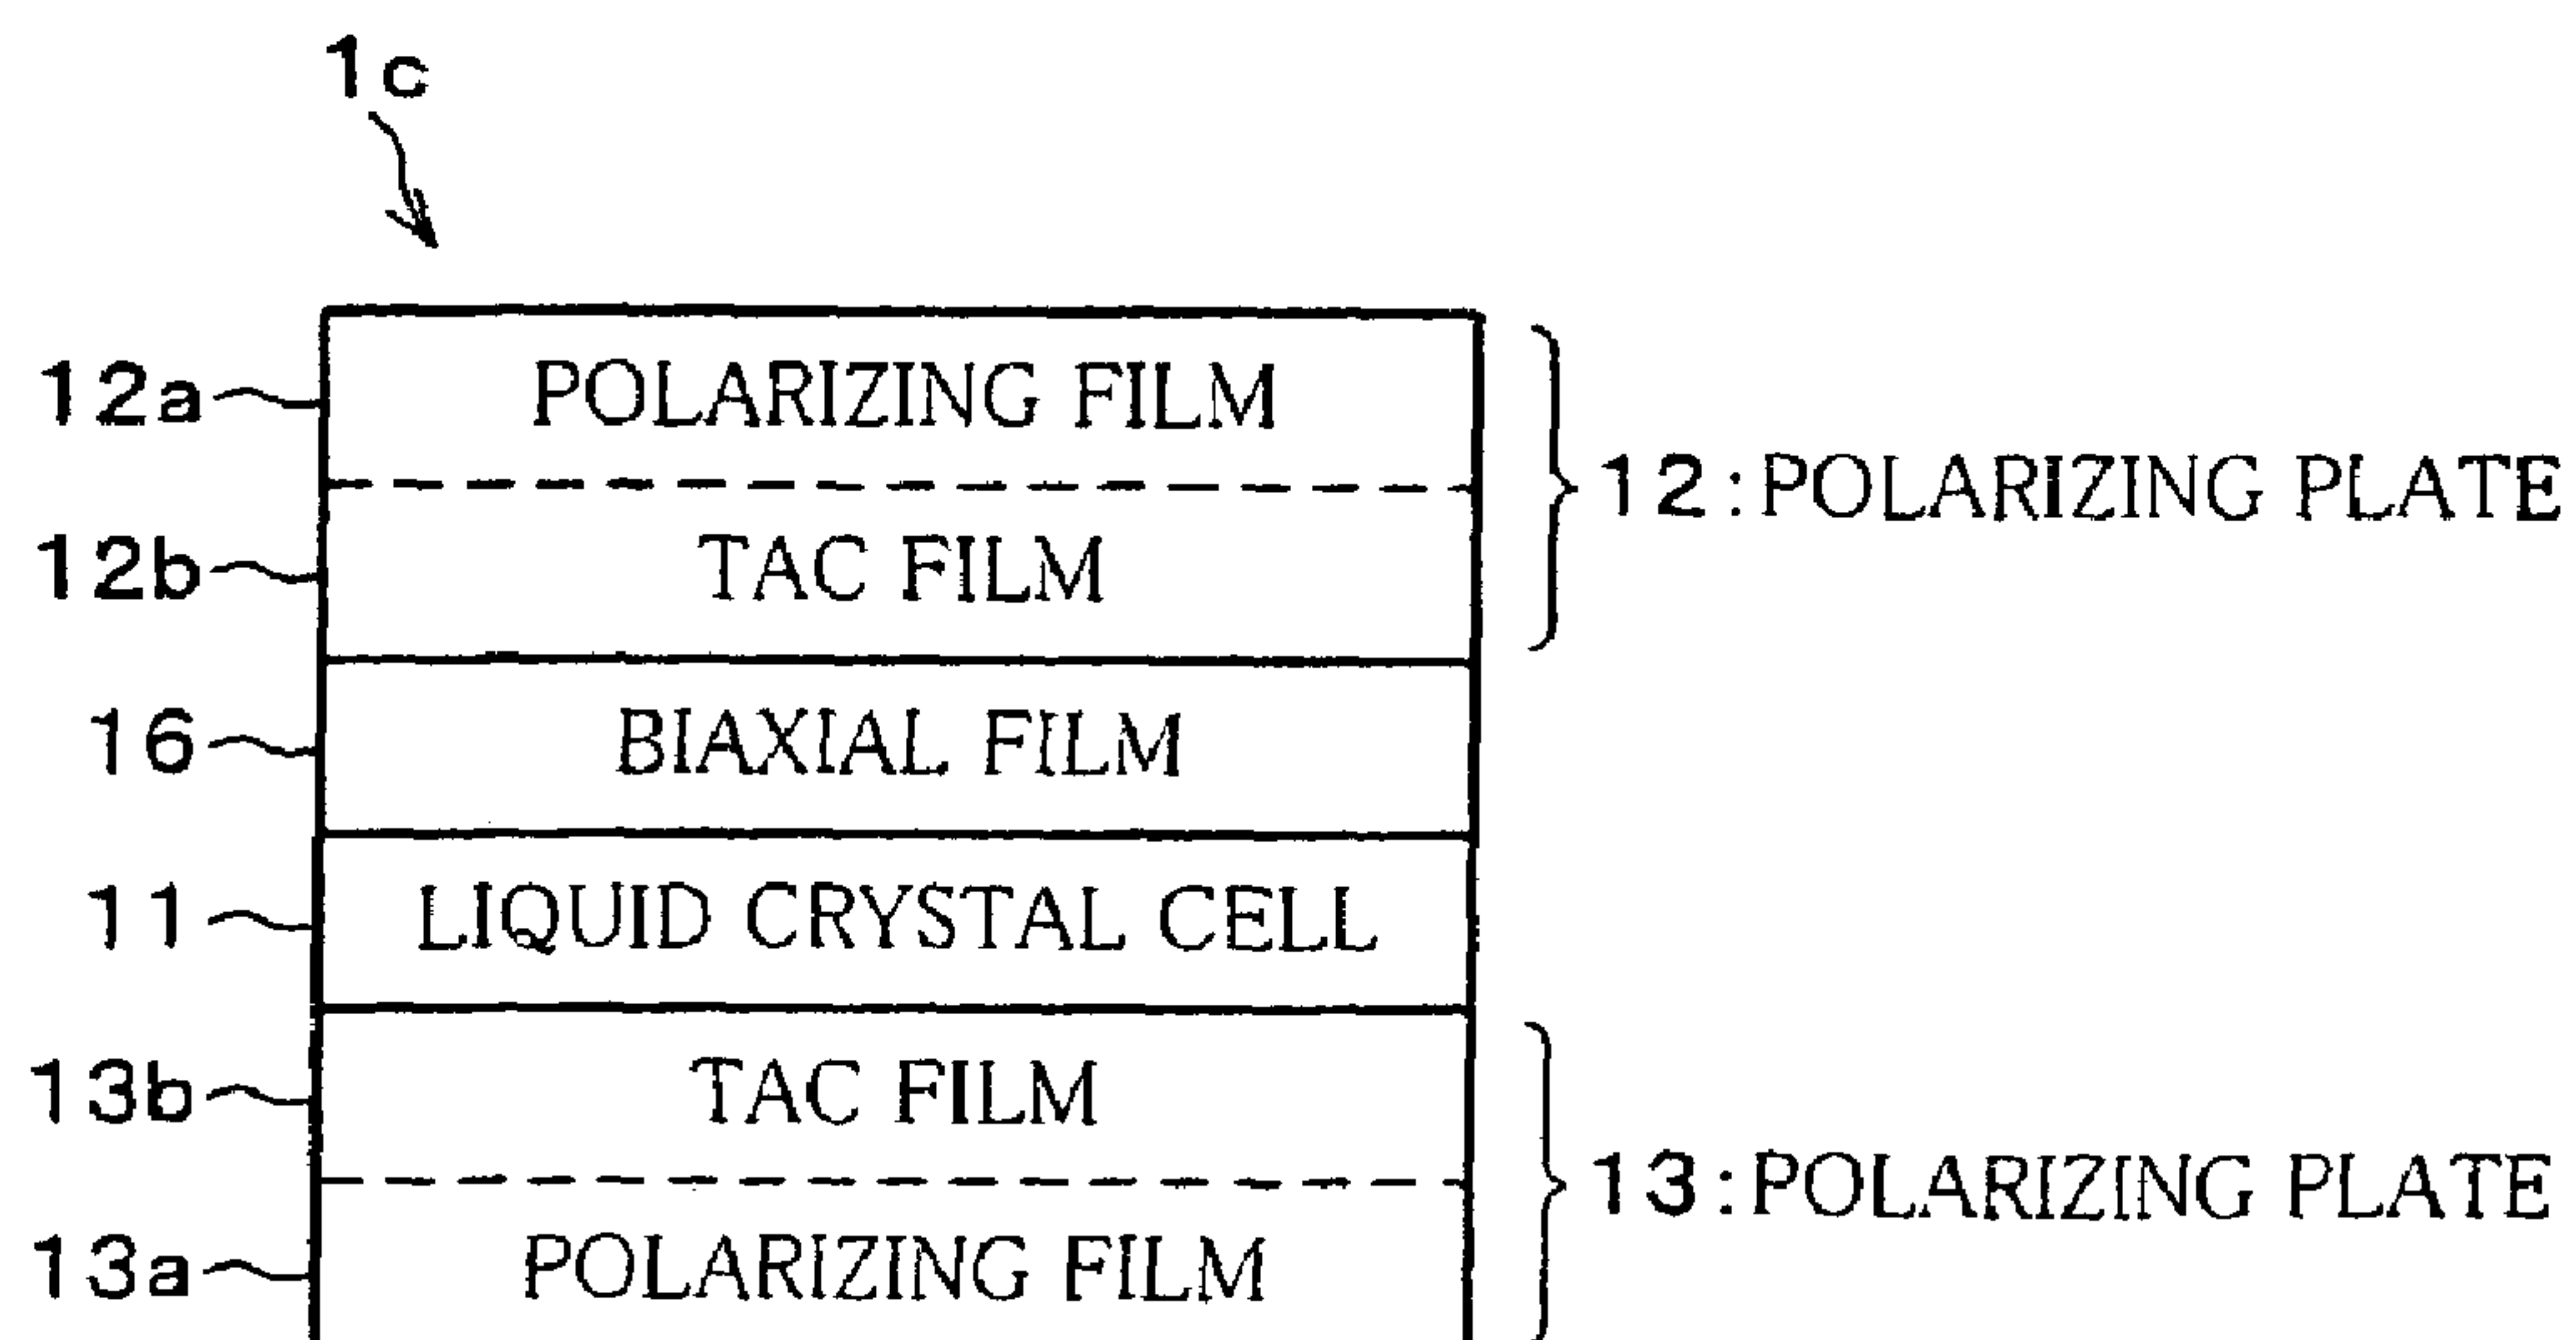 1c
12a POLARIZING FILM
12:POLARIZING PLATE
12b TAC FILM
16 BIAXIAL FILM
11 LIQUID CRYSTAL CELL
13b TAC FILM
13:POLARIZING PLATE
13a POLARIZING FILM